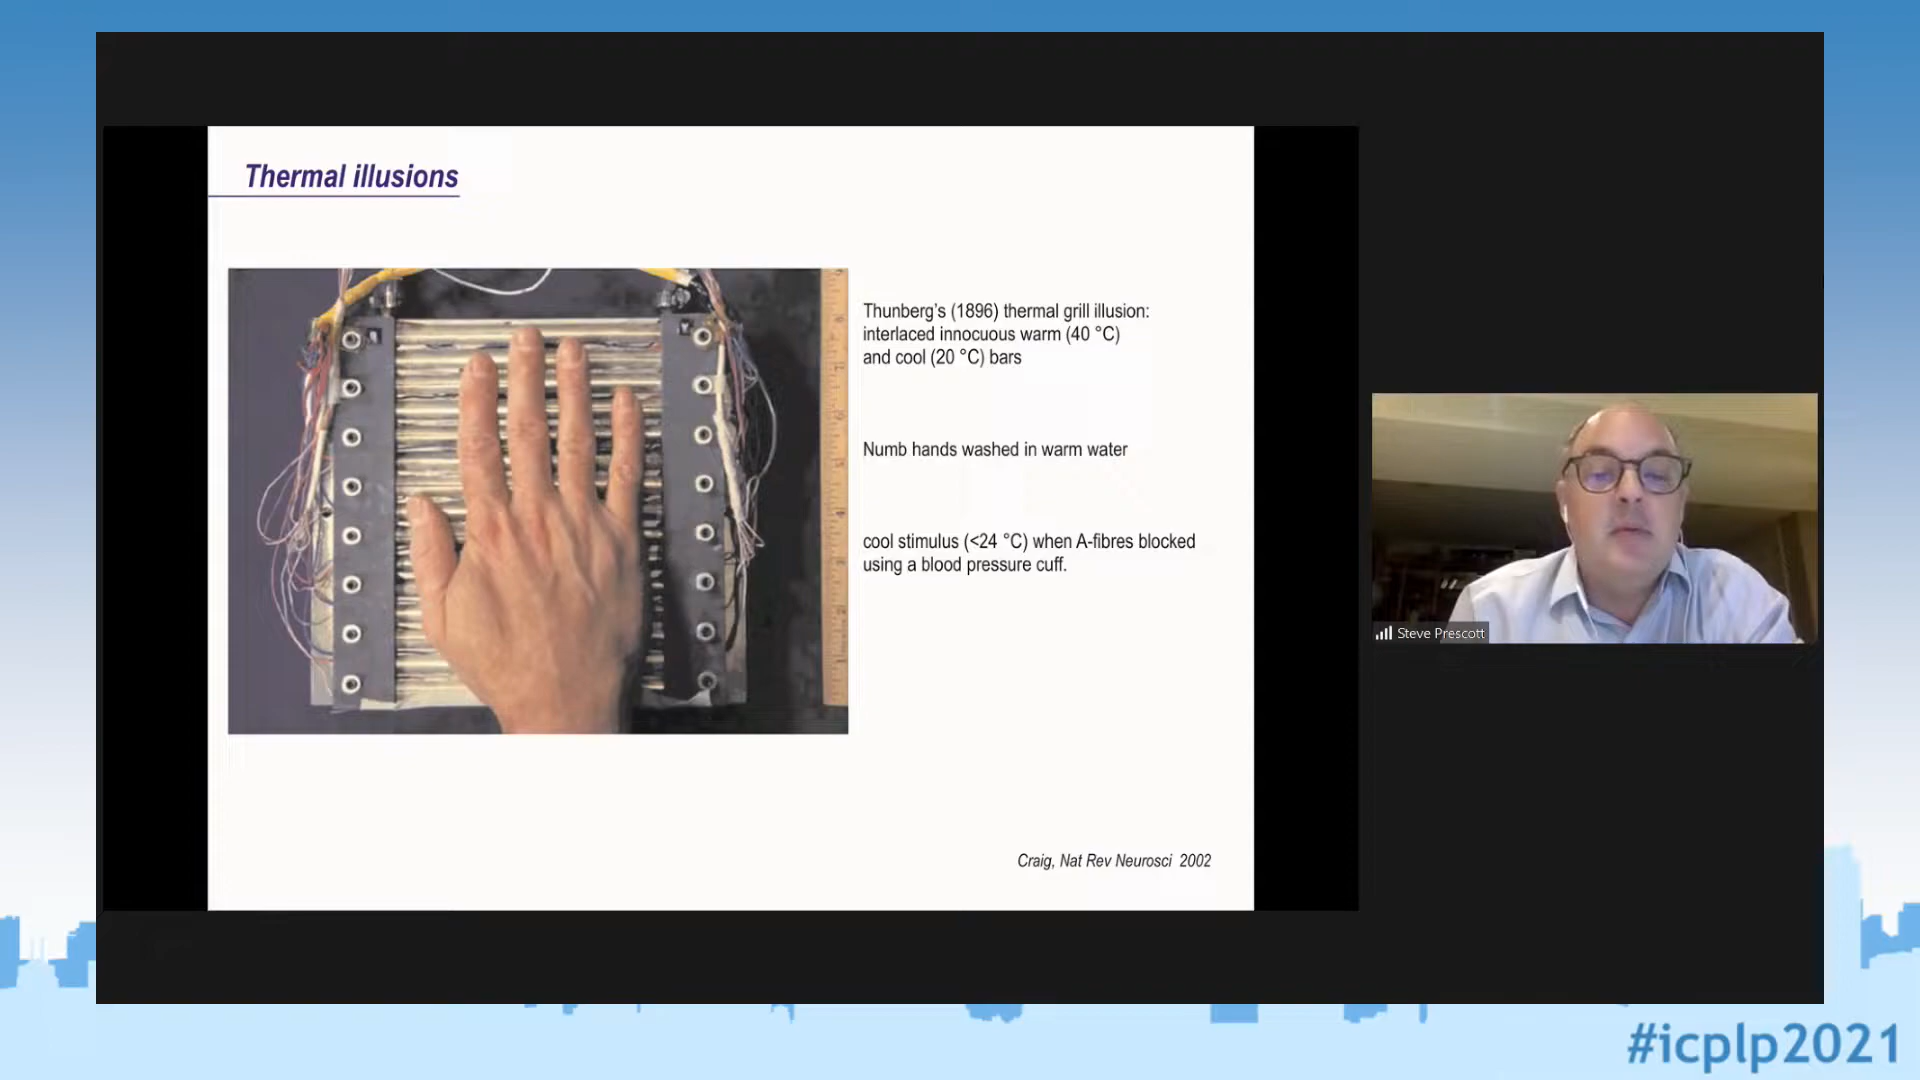 Thermal illusions
Thunberg's (1896) thermal grill illusion:
interlaced innocuous warm (40 °C)
and cool (20 °C) bars
Numb hands washed in warm water
cool stimulus (<24 °C) when A-fibres blocked
using a blood pressure cuff.
Craig, Nat Rev Neurosci 2002
Steve Prescott
#icplp2021